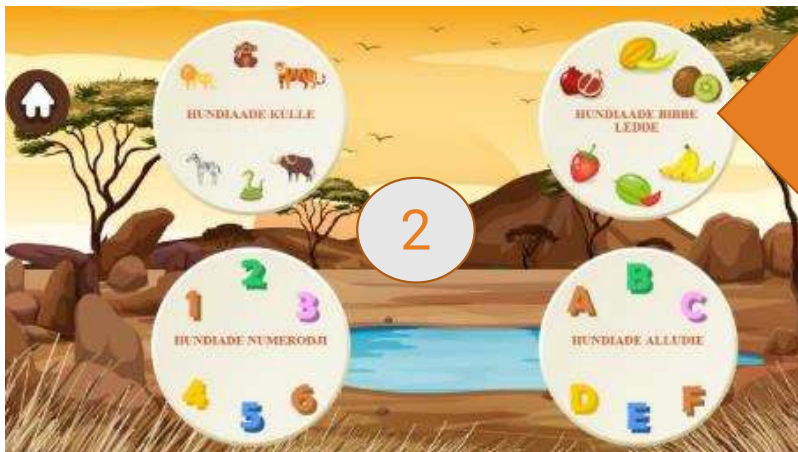 HUNDIAADE KULLE
HUNDIAADE BIBBE
LEDDE
2
1
2
3
HUNDIADE NUMERODJI
4
5
6
A
B
C
HUNDIADE ALLUDIE
D
E
F